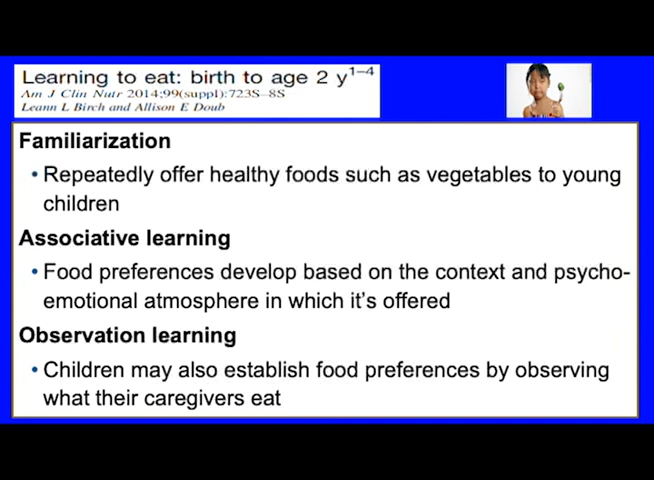 Learning to eat: birth to age 2 y1–4
Am J Clin Nutr 2014;99(suppl):723S–8S
Leann L Birch and Allison E Doub
Familiarization
• Repeatedly offer healthy foods such as vegetables to young
children
Associative learning
• Food preferences develop based on the context and psycho-
emotional atmosphere in which it's offered
Observation learning
• Children may also establish food preferences by observing
what their caregivers eat